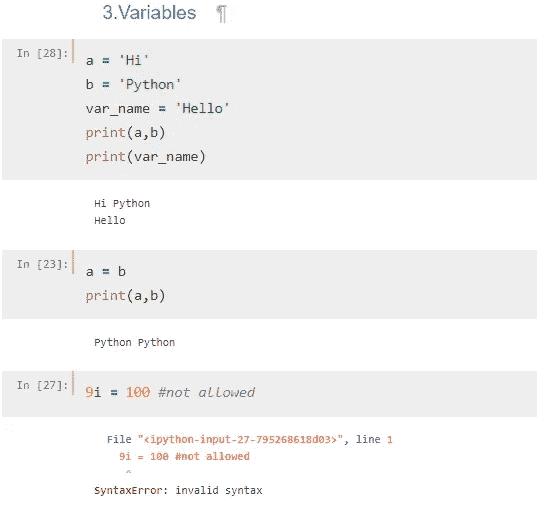 3.Variables ¶
In [28]:
a = 'Hi'
b = 'Python'
var_name = 'Hello'
print(a,b)
print(var_name)
Hi Python
Hello
In [23]:
a = b
print(a,b)
Python Python
In [27]:
9i = 100 #not allowed
File "<ipython-input-27-795268618d03>", line 1
9i = 100 #not allowed
^
SyntaxError: invalid syntax